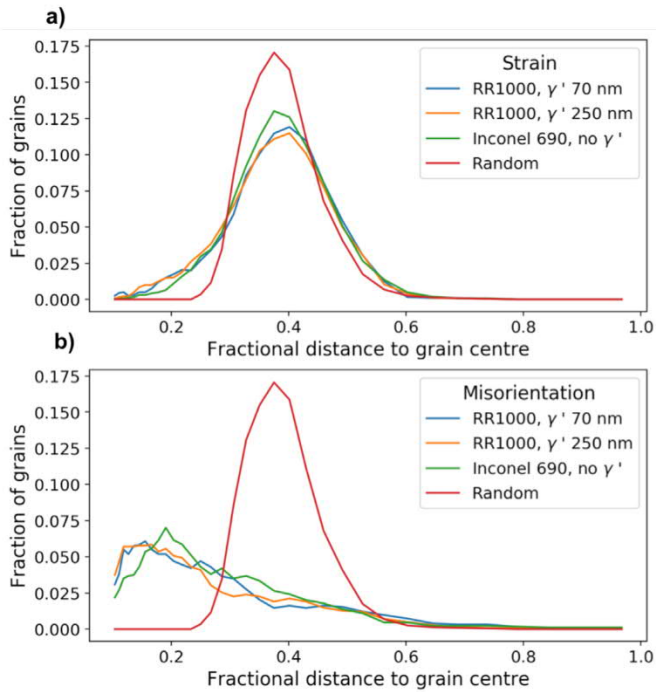 a)
0.175
0.150
0.125
0.100
0.075
0.050
0.025
0.000
Fraction of grains
Strain
RR1000, γ ' 70 nm
RR1000, γ ' 250 nm
Inconel 690, no γ '
Random
0.2 0.4 0.6 0.8 1.0
Fractional distance to grain centre
b)
0.175
0.150
0.125
0.100
0.075
0.050
0.025
0.000
Fraction of grains
Misorientation
RR1000, γ ' 70 nm
RR1000, γ ' 250 nm
Inconel 690, no γ '
Random
0.2 0.4 0.6 0.8 1.0
Fractional distance to grain centre